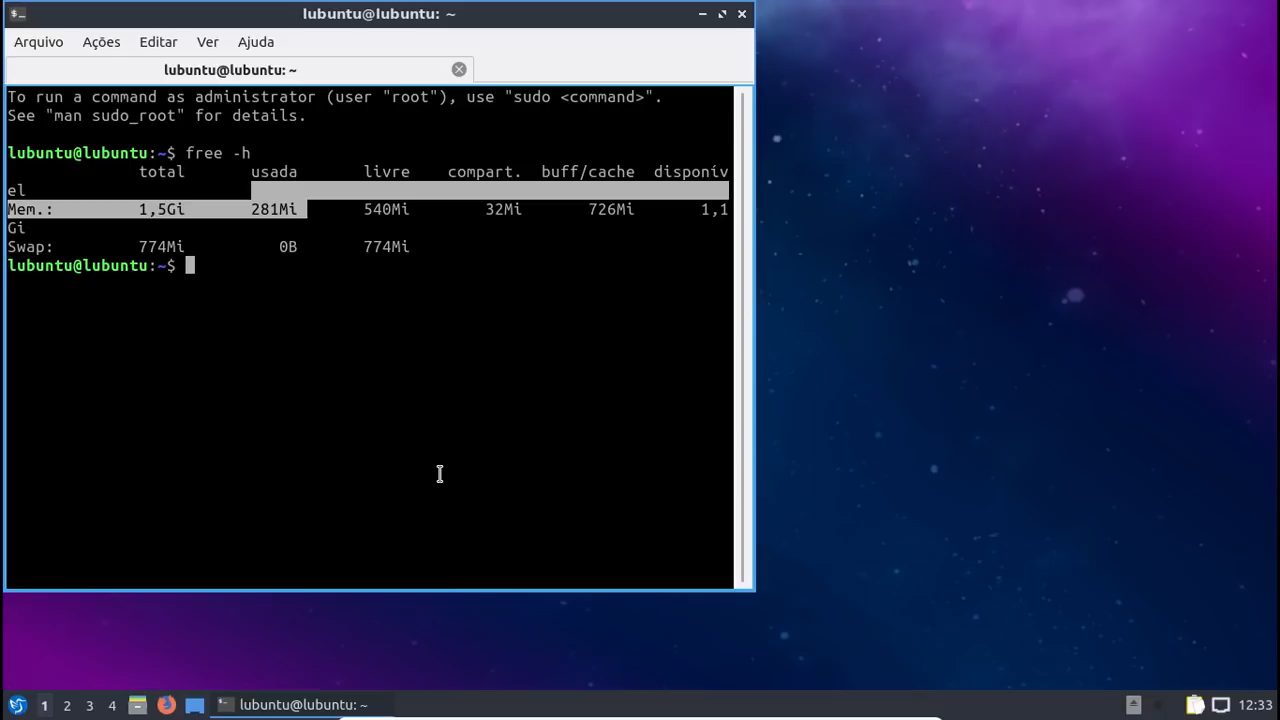 lubuntu@lubuntu: ~
Arquivo Ações Editar Ver Ajuda
lubuntu@lubuntu: ~
To run a command as administrator (user "root"), use "sudo <command>".
See "man sudo_root" for details.
lubuntu@lubuntu:~$ free -h
total usada livre compart. buff/cache disponív
el
Mem.: 1,5Gi 281Mi 540Mi 32Mi 726Mi 1,1
Gi
Swap: 774Mi 0B 774Mi
lubuntu@lubuntu:~$
1 2 3 4 lubuntu@lubuntu: ~ 12:33